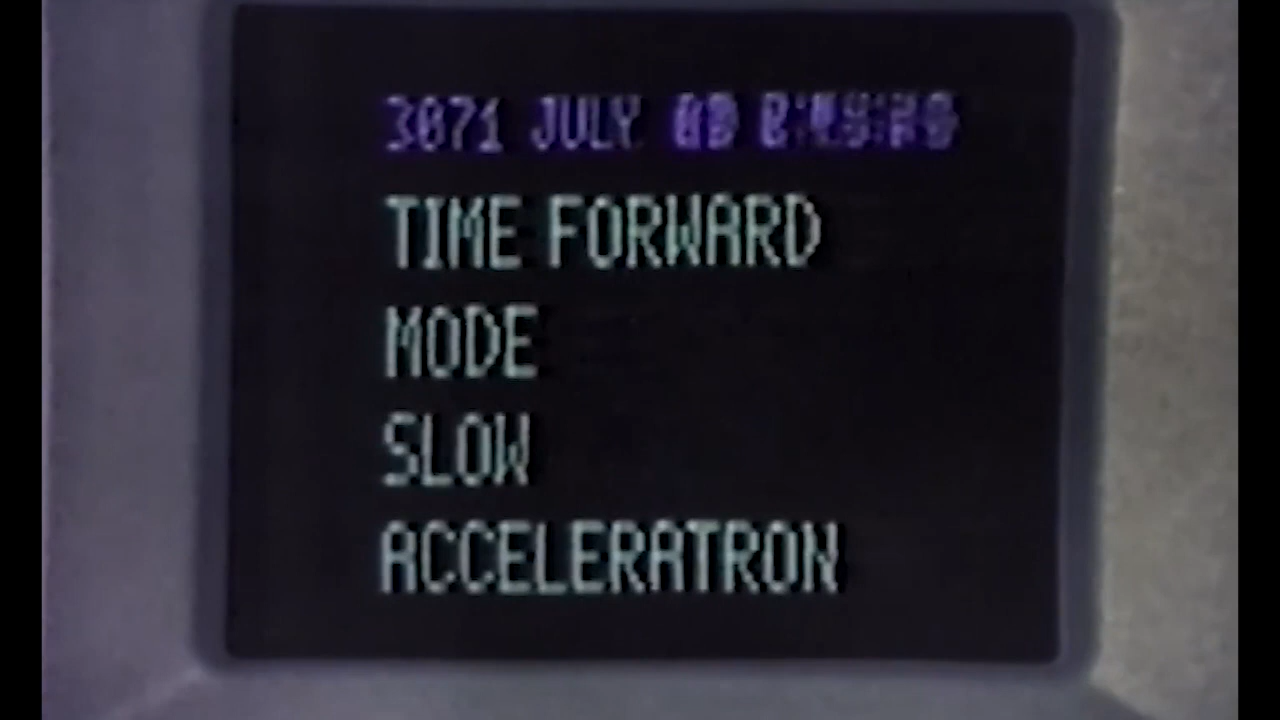 3071 JULY
TIME FORWARD
MODE
SLOW
ACCELERATRON